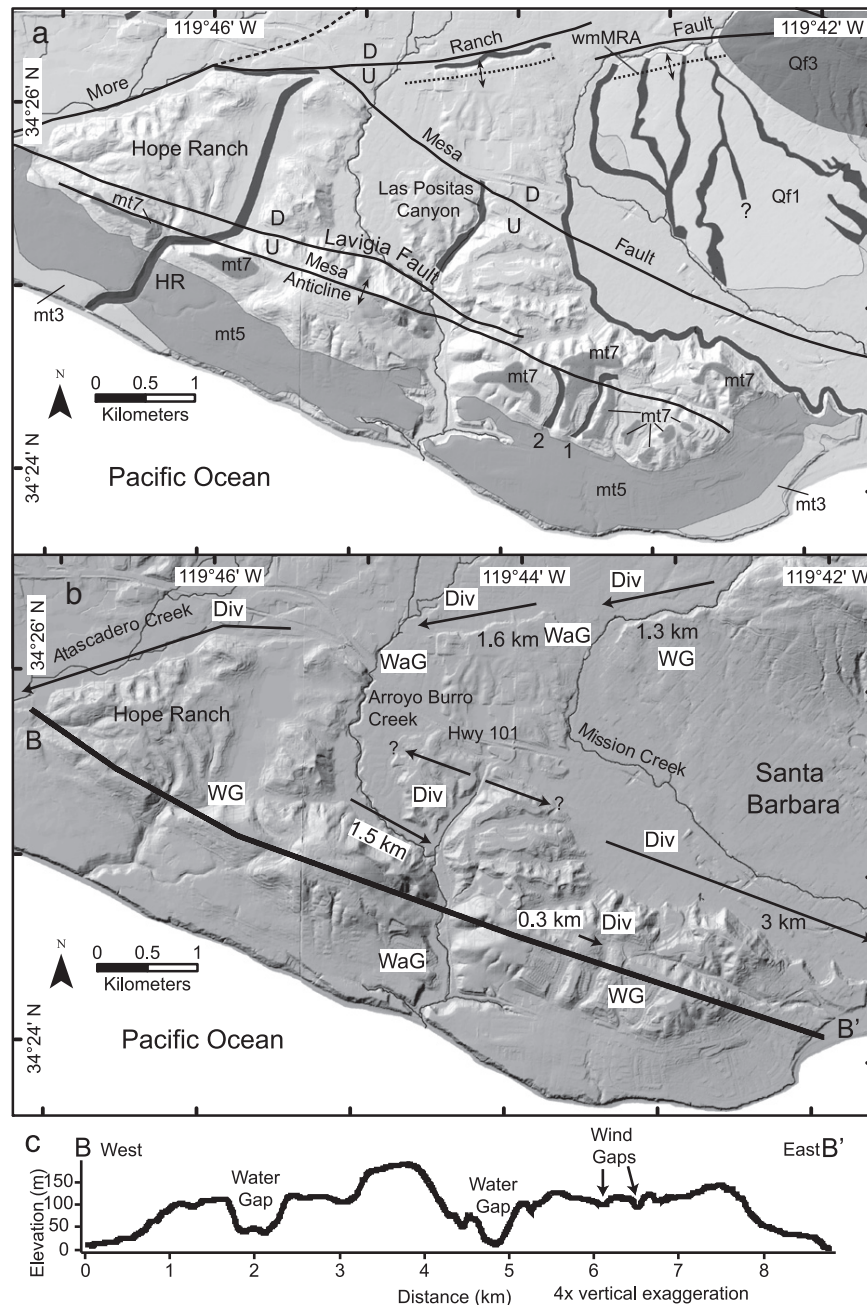 a
119°46' W
119°42' W
34°26' N
34°24' N
More
Ranch
Fault
D
U
wmMRA
Qf3
Qf1
?
Hope Ranch
Mesa
Fault
D
U
Las Positas
Canyon
mt7
D
U
Lavigia Fault
Mesa
Anticline
HR
mt7
mt3
mt5
mt7
mt7
mt7
mt7
2
1
mt5
mt3
N
0 0.5 1
Kilometers
Pacific Ocean
b
119°46' W
119°44' W
119°42' W
34°26' N
34°24' N
Div
Div
Div
Atascadero Creek
1.6 km
1.3 km
WaG
WaG
WG
Hope Ranch
Arroyo Burro
Creek
Hwy 101
Mission Creek
Santa
Barbara
B
?
?
Div
WG
1.5 km
Div
3 km
0.3 km
Div
WaG
WG
N
0 0.5 1
Kilometers
Pacific Ocean
B'
c
B West
East B'
Water
Gap
Water
Gap
Wind
Gaps
Elevation (m)
150
100
50
0
0 1 2 3 4 5 6 7 8
Distance (km)
4x vertical exaggeration